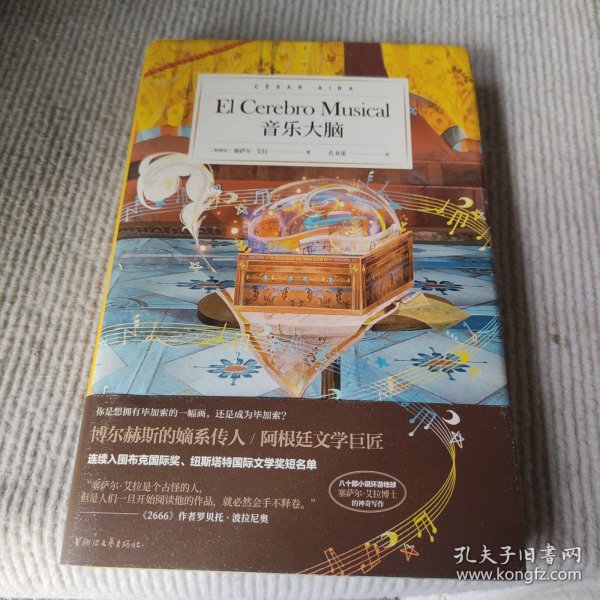 CÉSAR AIRA
El Cerebro Musical
音乐大脑
[阿根廷] 塞萨尔·艾拉 著 孔亚雷 译
你是想拥有毕加索的一幅画，还是成为毕加索？
博尔赫斯的嫡系传人 / 阿根廷文学巨匠
连续入围布克国际奖、纽斯塔特国际文学奖短名单
“塞萨尔·艾拉是个古怪的人，
但是人们一旦开始阅读他的作品，就必然会手不释卷。”
——《2666》作者罗贝托·波拉尼奥
八十部小说环游地球
塞萨尔·艾拉博士
的神奇写作
浙江文艺出版社
孔夫子旧书网
www.kongfz.com